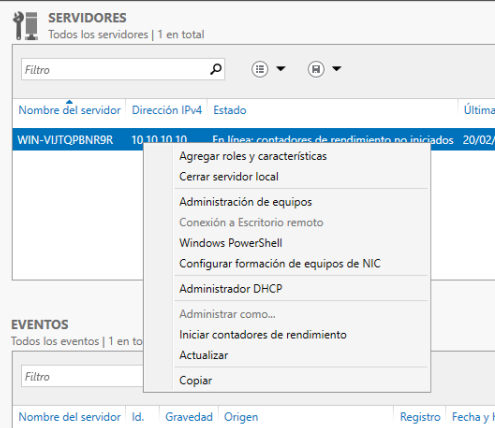 SERVIDORES
Todos los servidores | 1 en total
Filtro
Nombre del servidor Dirección IPv4 Estado Última
WIN-VIJTQPBNR9R 10.10.10.10 En línea: contadores de rendimiento no iniciados 20/02/
Agregar roles y características
Cerrar servidor local
Administración de equipos
Conexión a Escritorio remoto
Windows PowerShell
Configurar formación de equipos de NIC
Administrador DHCP
Administrar como...
Iniciar contadores de rendimiento
Actualizar
Copiar
EVENTOS
Todos los eventos | 1 en to
Filtro
Nombre del servidor Id. Gravedad Origen Registro Fecha y h